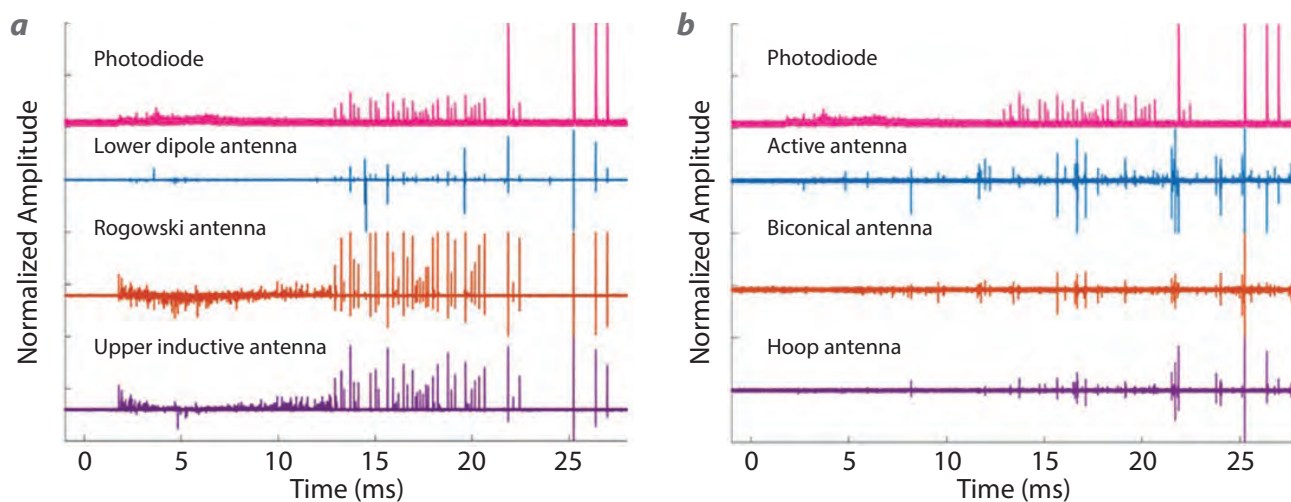 a
Photodiode
Lower dipole antenna
Rogowski antenna
Upper inductive antenna
Normalized Amplitude
0 5 10 15 20 25
Time (ms)
b
Photodiode
Active antenna
Biconical antenna
Hoop antenna
Normalized Amplitude
0 5 10 15 20 25
Time (ms)